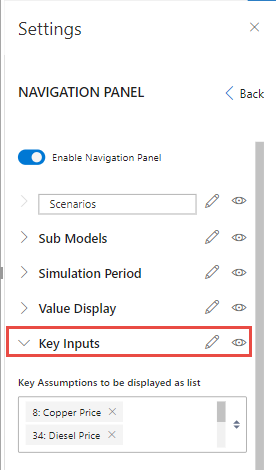 Settings
NAVIGATION PANEL
Back
Enable Navigation Panel
Scenarios
Sub Models
Simulation Period
Value Display
Key Inputs
Key Assumptions to be displayed as list
8: Copper Price
34: Diesel Price